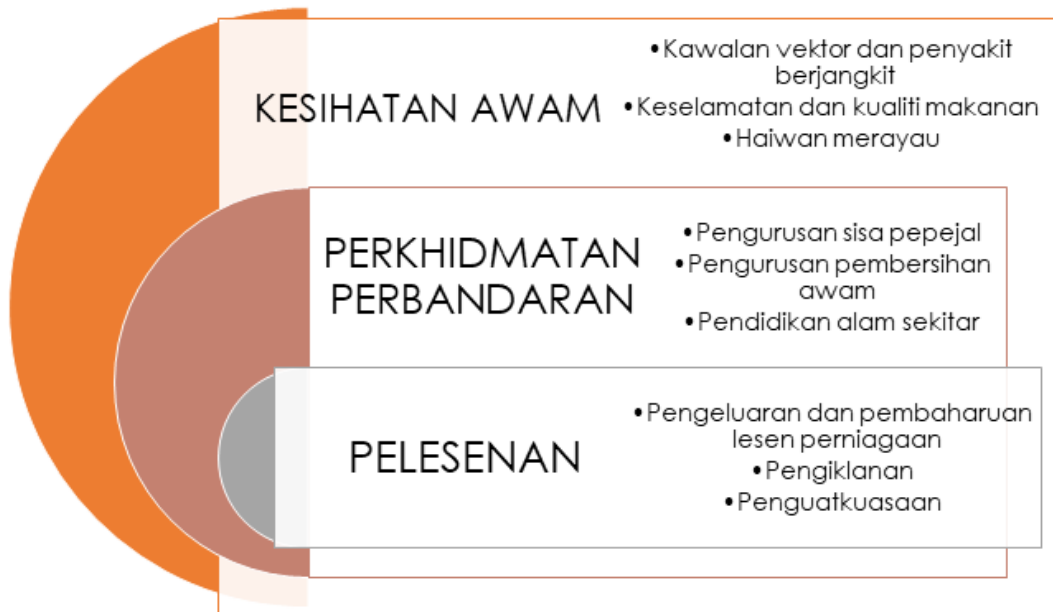 KESIHATAN AWAM
•Kawalan vektor dan penyakit
berjangkit
•Keselamatan dan kualiti makanan
•Haiwan merayau
PERKHIDMATAN
PERBANDARAN
•Pengurusan sisa pepejal
•Pengurusan pembersihan
awam
•Pendidikan alam sekitar
PELESENAN
•Pengeluaran dan pembaharuan
lesen perniagaan
•Pengiklanan
•Penguatkuasaan